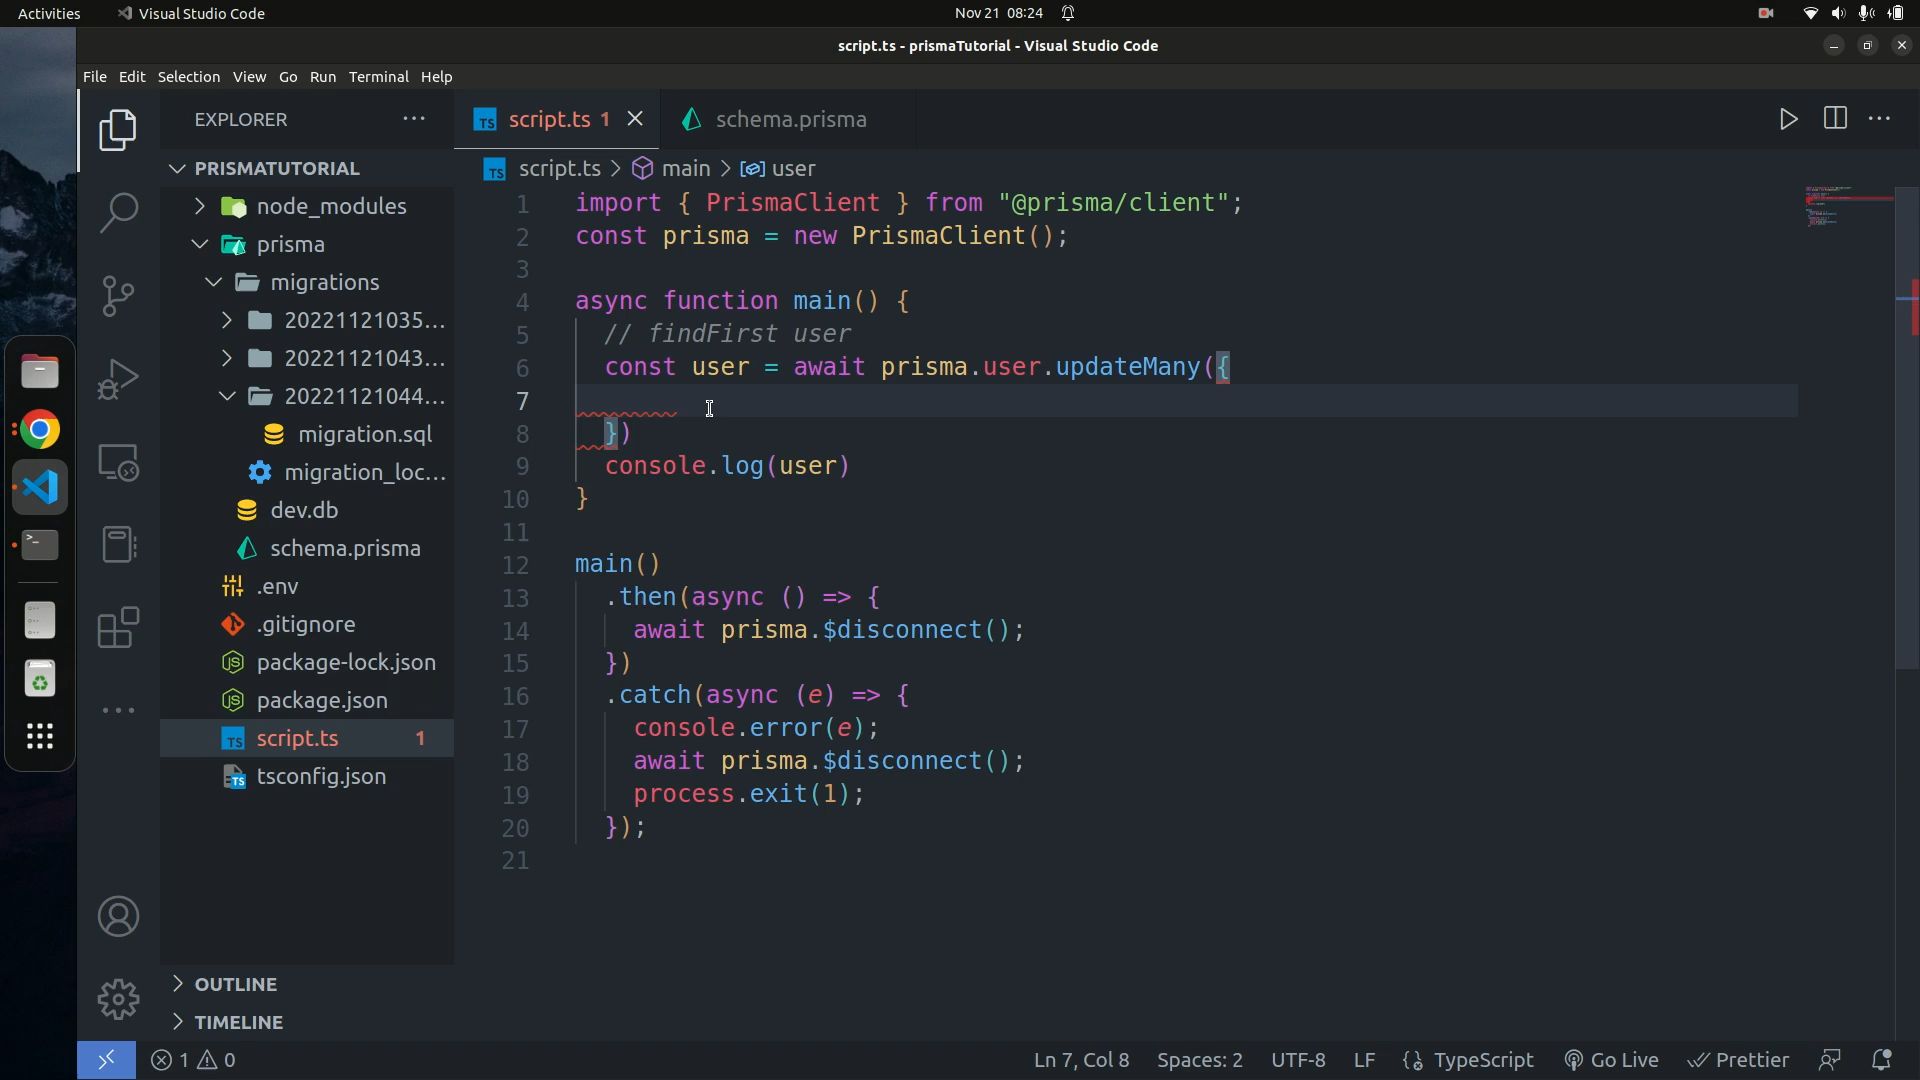 Activities
Visual Studio Code
Nov 21 08:24
script.ts - prismaTutorial - Visual Studio Code
File Edit Selection View Go Run Terminal Help
EXPLORER
TS script.ts 1
schema.prisma
PRISMATUTORIAL
TS script.ts > main > user
node_modules
prisma
migrations
20221121035...
20221121043...
20221121044...
migration.sql
migration_loc...
dev.db
schema.prisma
.env
.gitignore
JS package-lock.json
JS package.json
TS script.ts 1
TS tsconfig.json
OUTLINE
TIMELINE
1 import { PrismaClient } from "@prisma/client";
2 const prisma = new PrismaClient();
3
4 async function main() {
5 // findFirst user
6 const user = await prisma.user.updateMany({
7
8 })
9 console.log(user)
10 }
11
12 main()
13 .then(async () => {
14 await prisma.$disconnect();
15 })
16 .catch(async (e) => {
17 console.error(e);
18 await prisma.$disconnect();
19 process.exit(1);
20 });
21
1 0
Ln 7, Col 8 Spaces: 2 UTF-8 LF TypeScript Go Live Prettier